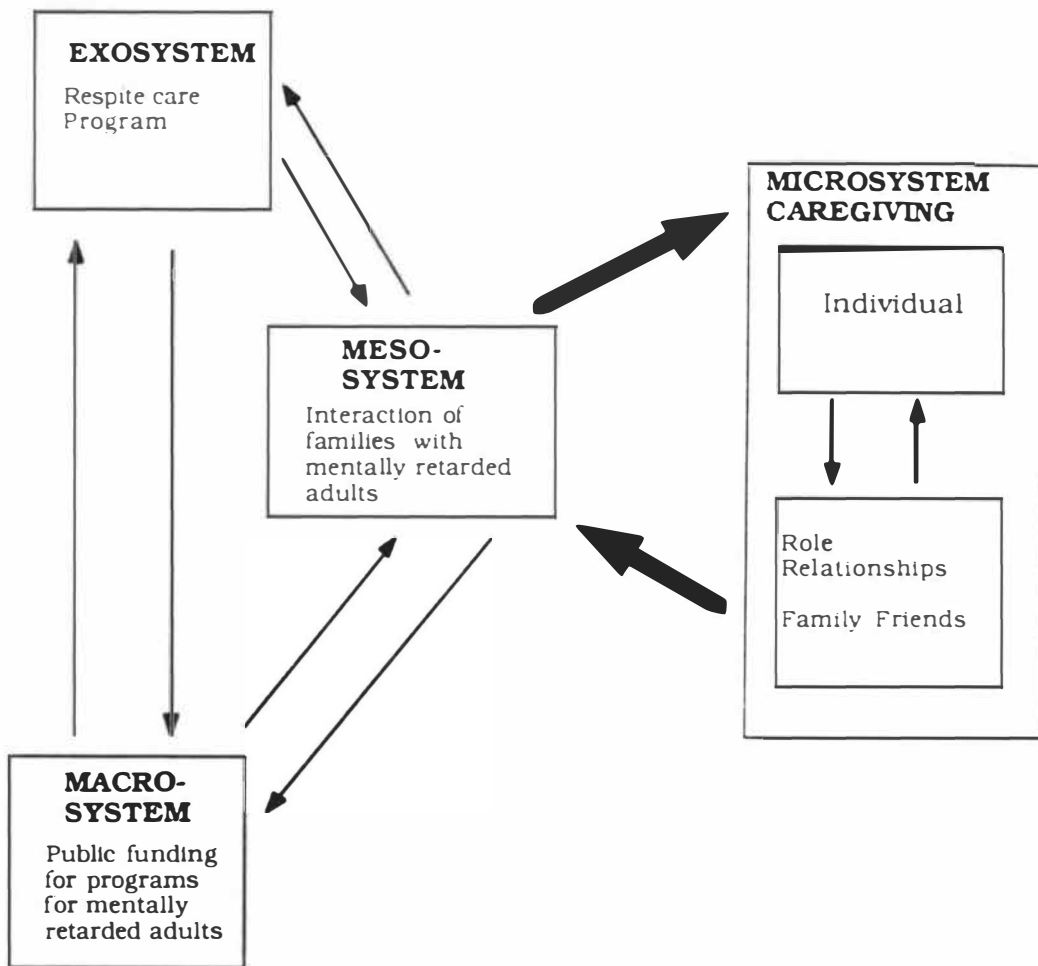 EXOSYSTEM
Respite care
Program
MICROSYSTEM
CAREGIVING
Individual
MESO-
SYSTEM
Interaction of
families with
mentally retarded
adults
Role
Relationships
Family Friends
MACRO-
SYSTEM
Public funding
for programs
for mentally
retarded adults